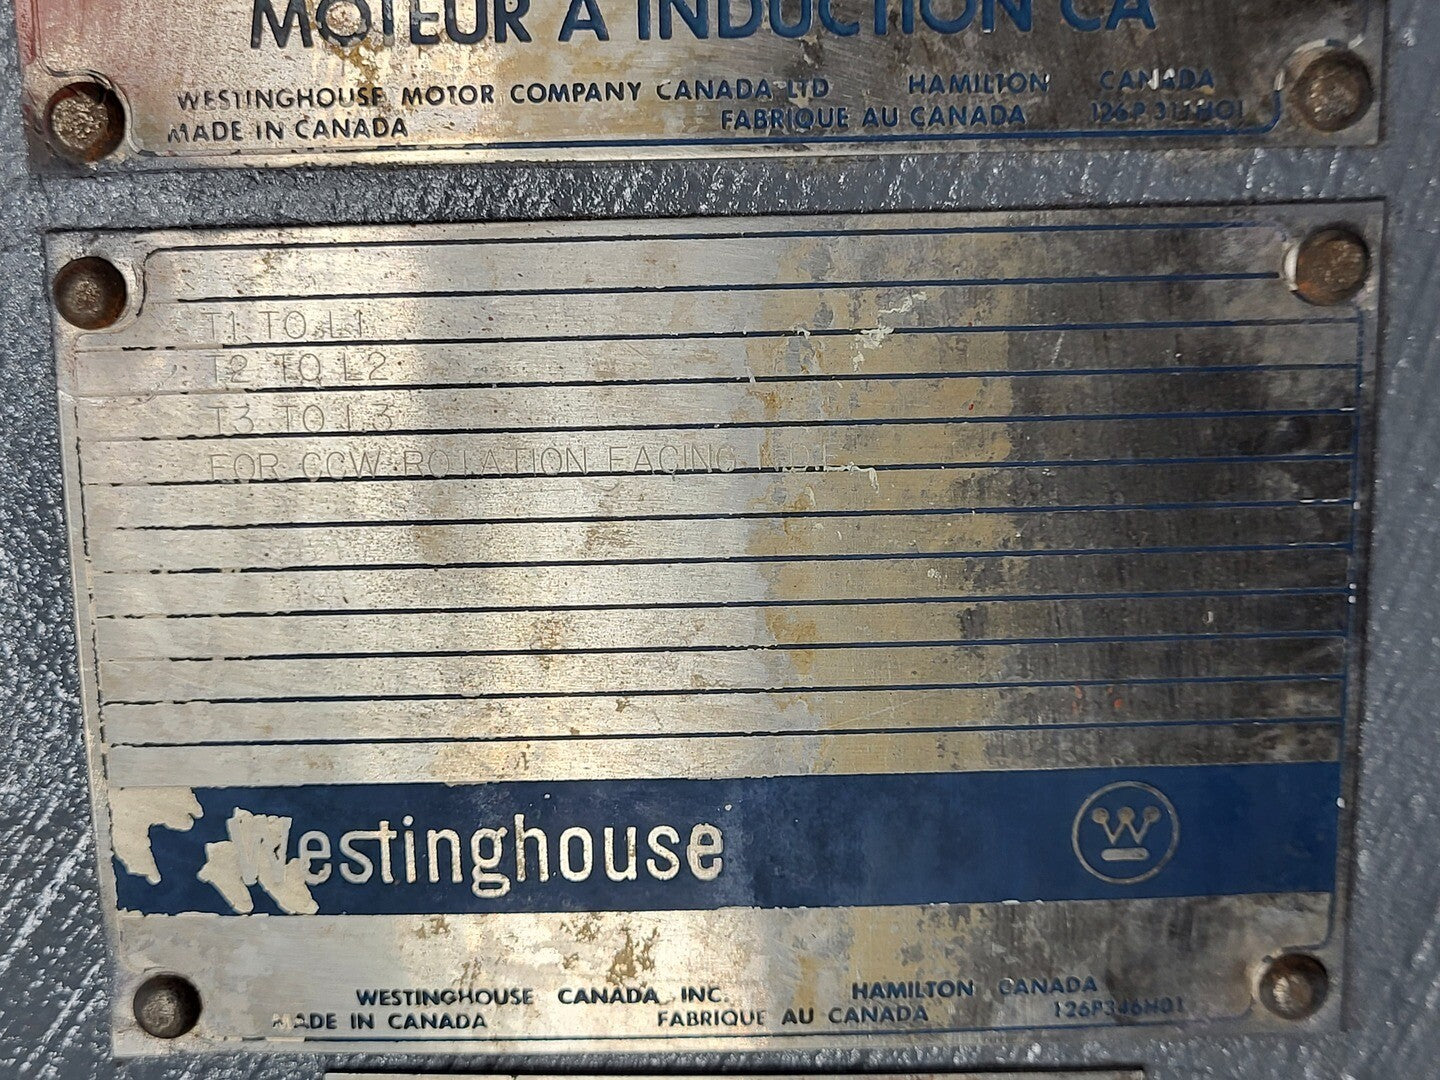 MOTEUR À INDUCTION CA
WESTINGHOUSE MOTOR COMPANY CANADA LTD HAMILTON CANADA
MADE IN CANADA FABRIQUE AU CANADA
T1 TO L1
T2 TO L2
T3 TO L3
FOR CCW ROTATION FACING
Westinghouse
W
WESTINGHOUSE CANADA INC. HAMILTON CANADA
MADE IN CANADA FABRIQUE AU CANADA 126P346H01